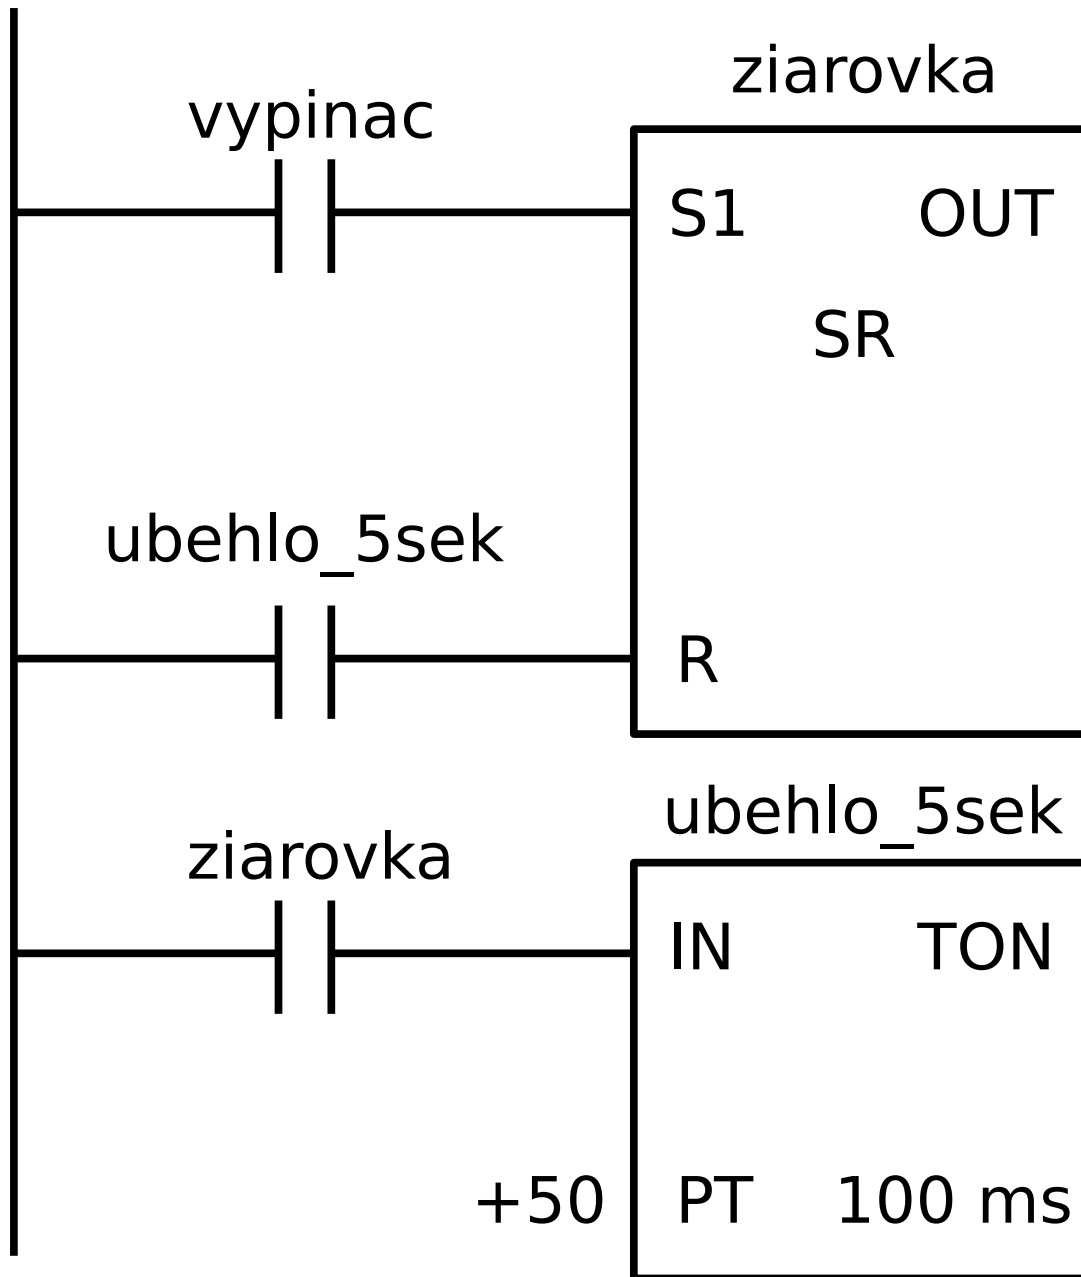 ziarovka
vypinac
S1 OUT
SR
ubehlo_5sek
R
ubehlo_5sek
ziarovka
IN TON
+50 PT 100 ms